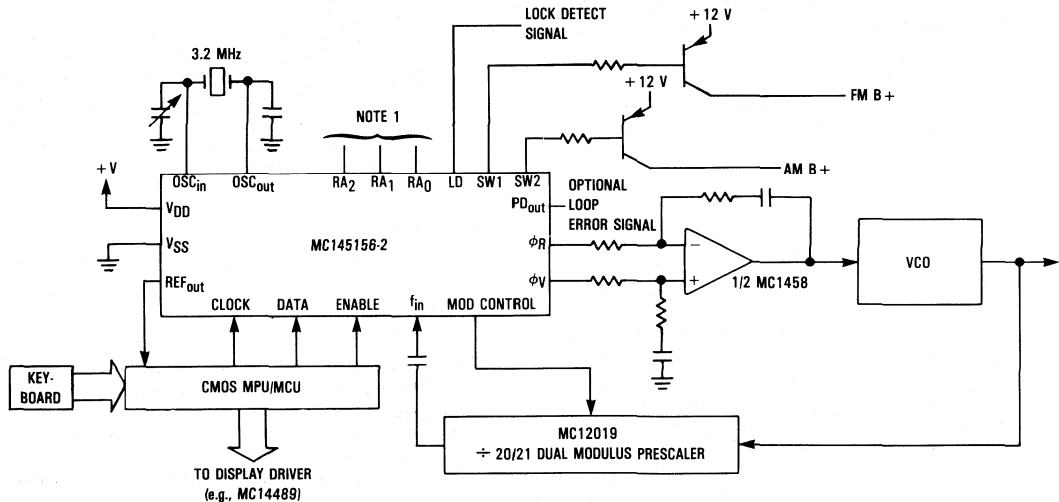 LOCK DETECT
SIGNAL
+ 12 V
3.2 MHz
+ 12 V
FM B +
NOTE 1
AM B +
+ V
OSCin
OSCout
RA2
RA1
RA0
LD
SW1
SW2
OPTIONAL
LOOP
ERROR SIGNAL
PDout
VDD
VSS
MC145156-2
ϕR
ϕV
REFout
CLOCK
DATA
ENABLE
fin
MOD CONTROL
−
+
1/2 MC1458
VCO
KEY-
BOARD
CMOS MPU/MCU
MC12019
÷ 20/21 DUAL MODULUS PRESCALER
TO DISPLAY DRIVER
(e.g., MC14489)